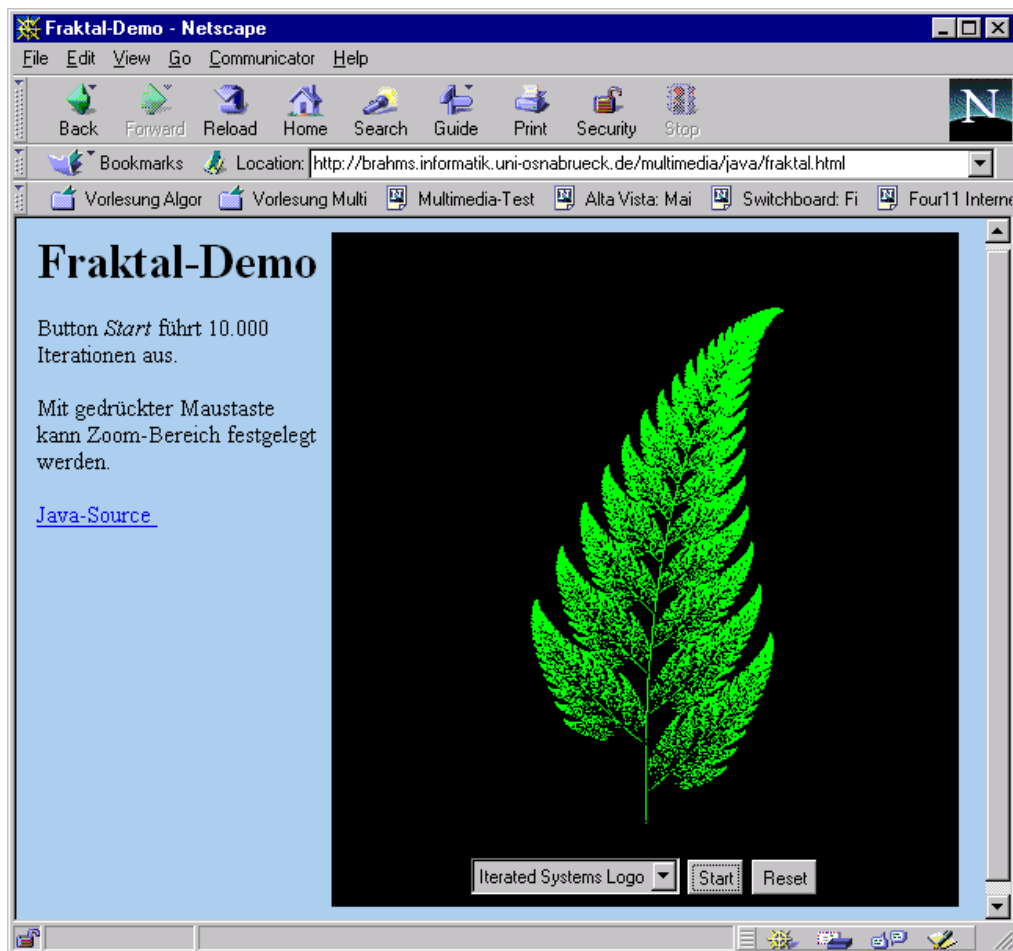 Fraktal-Demo - Netscape
File Edit View Go Communicator Help
N
Back Forward Reload Home Search Guide Print Security Stop
Bookmarks Location: http://brahms.informatik.uni-osnabrueck.de/multimedia/java/fraktal.html
Vorlesung Algor Vorlesung Multi Multimedia-Test Alta Vista: Mai Switchboard: Fi Four11 Interne
Fraktal-Demo
Button Start führt 10.000
Iterationen aus.
Mit gedrückter Maustaste
kann Zoom-Bereich festgelegt
werden.
Java-Source
Iterated Systems Logo Start Reset